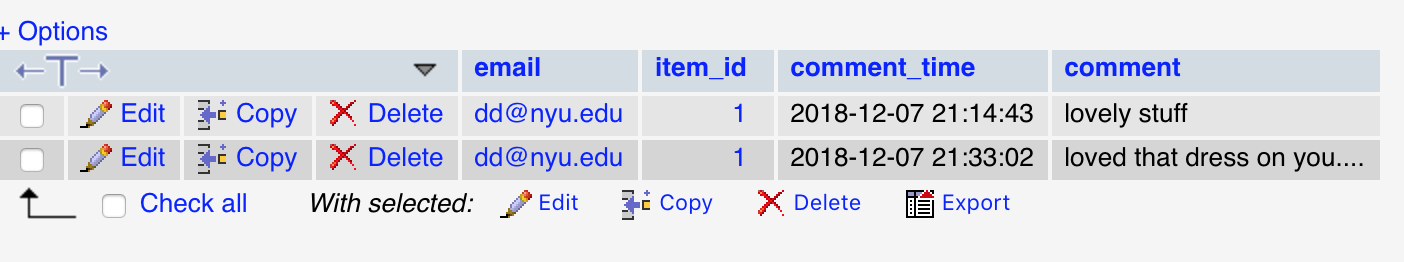 + Options
←T→ email item_id comment_time comment
Edit Copy Delete dd@nyu.edu 1 2018-12-07 21:14:43 lovely stuff
Edit Copy Delete dd@nyu.edu 1 2018-12-07 21:33:02 loved that dress on you....
Check all With selected: Edit Copy Delete Export